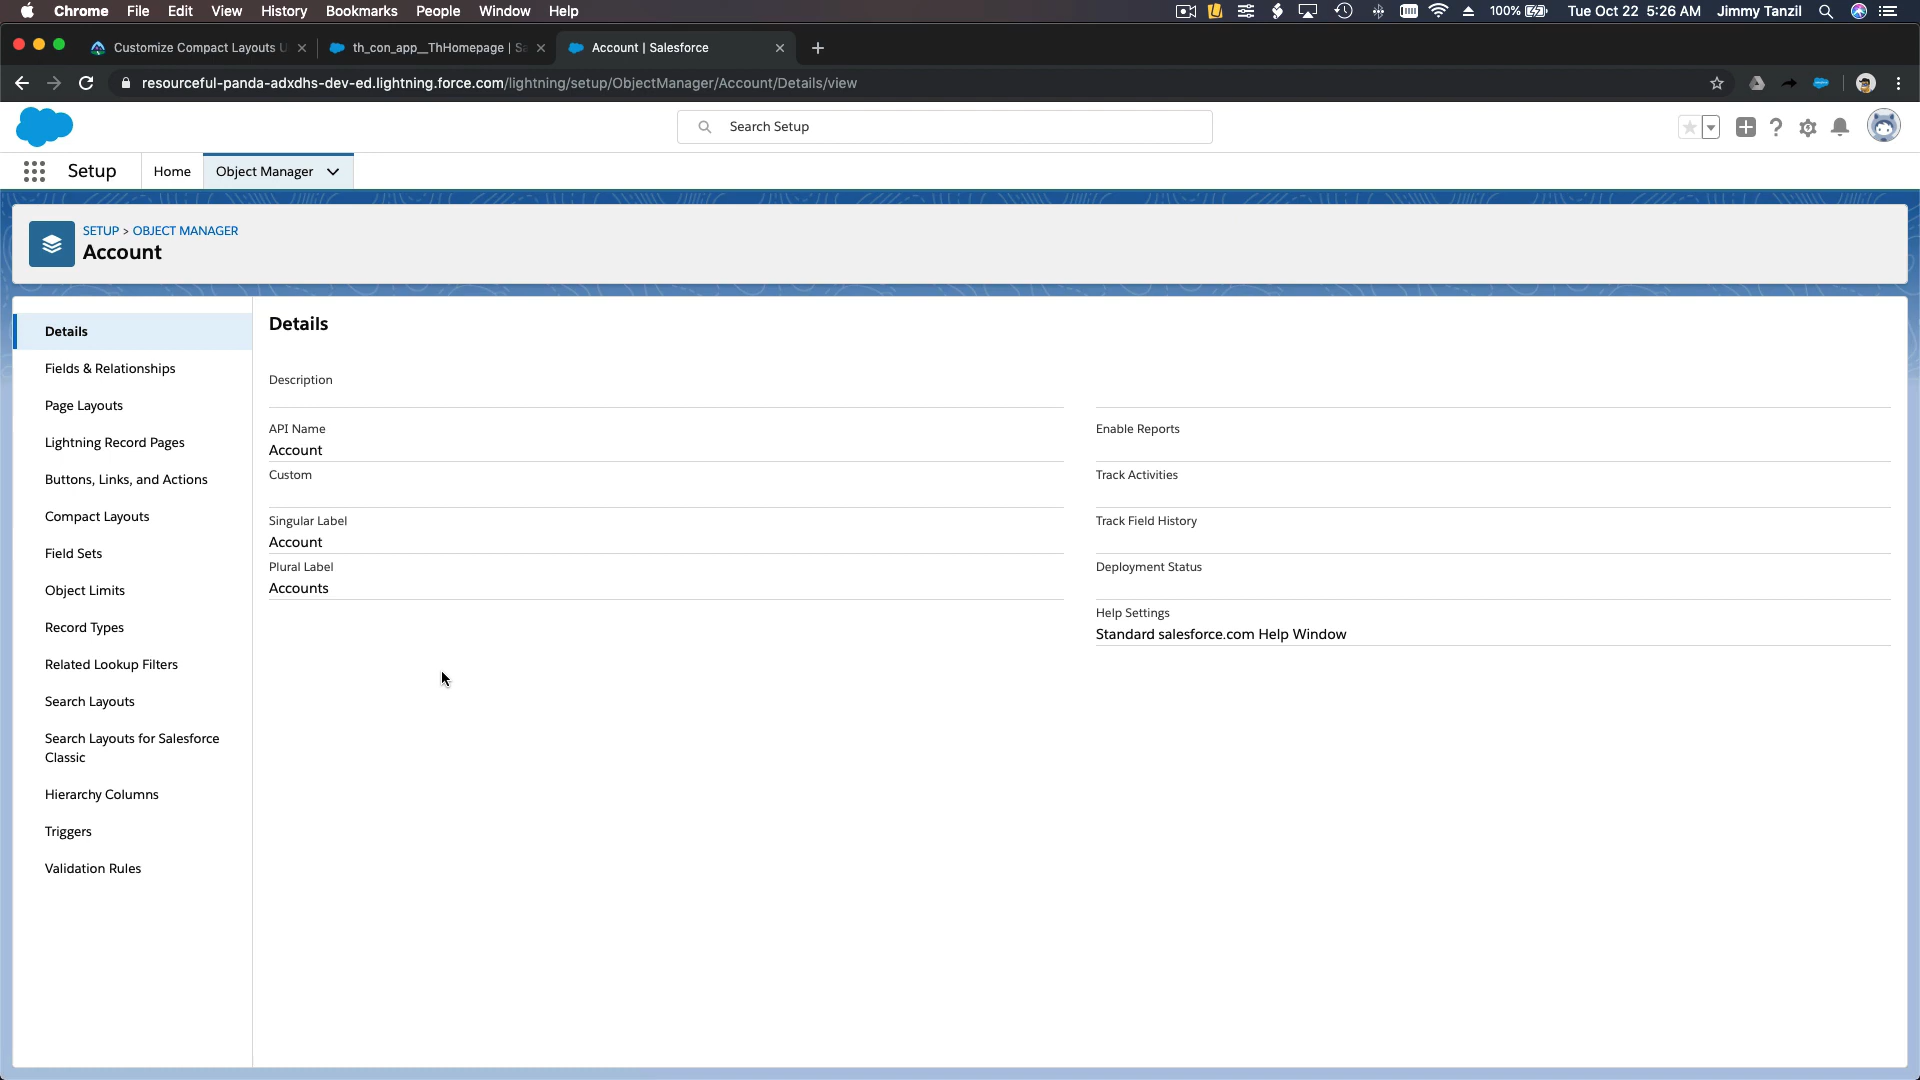 Chrome File Edit View History Bookmarks People Window Help 100% Tue Oct 22 5:26 AM Jimmy Tanzil
Customize Compact Layouts U th_con_app__ThHomepage | Sa Account | Salesforce
resourceful-panda-adxdhs-dev-ed.lightning.force.com/lightning/setup/ObjectManager/Account/Details/view
Search Setup
Setup Home Object Manager
SETUP > OBJECT MANAGER
Account
Details
Fields & Relationships
Page Layouts
Lightning Record Pages
Buttons, Links, and Actions
Compact Layouts
Field Sets
Object Limits
Record Types
Related Lookup Filters
Search Layouts
Search Layouts for Salesforce
Classic
Hierarchy Columns
Triggers
Validation Rules
Details
Description
API Name
Account
Custom
Singular Label
Account
Plural Label
Accounts
Enable Reports
Track Activities
Track Field History
Deployment Status
Help Settings
Standard salesforce.com Help Window